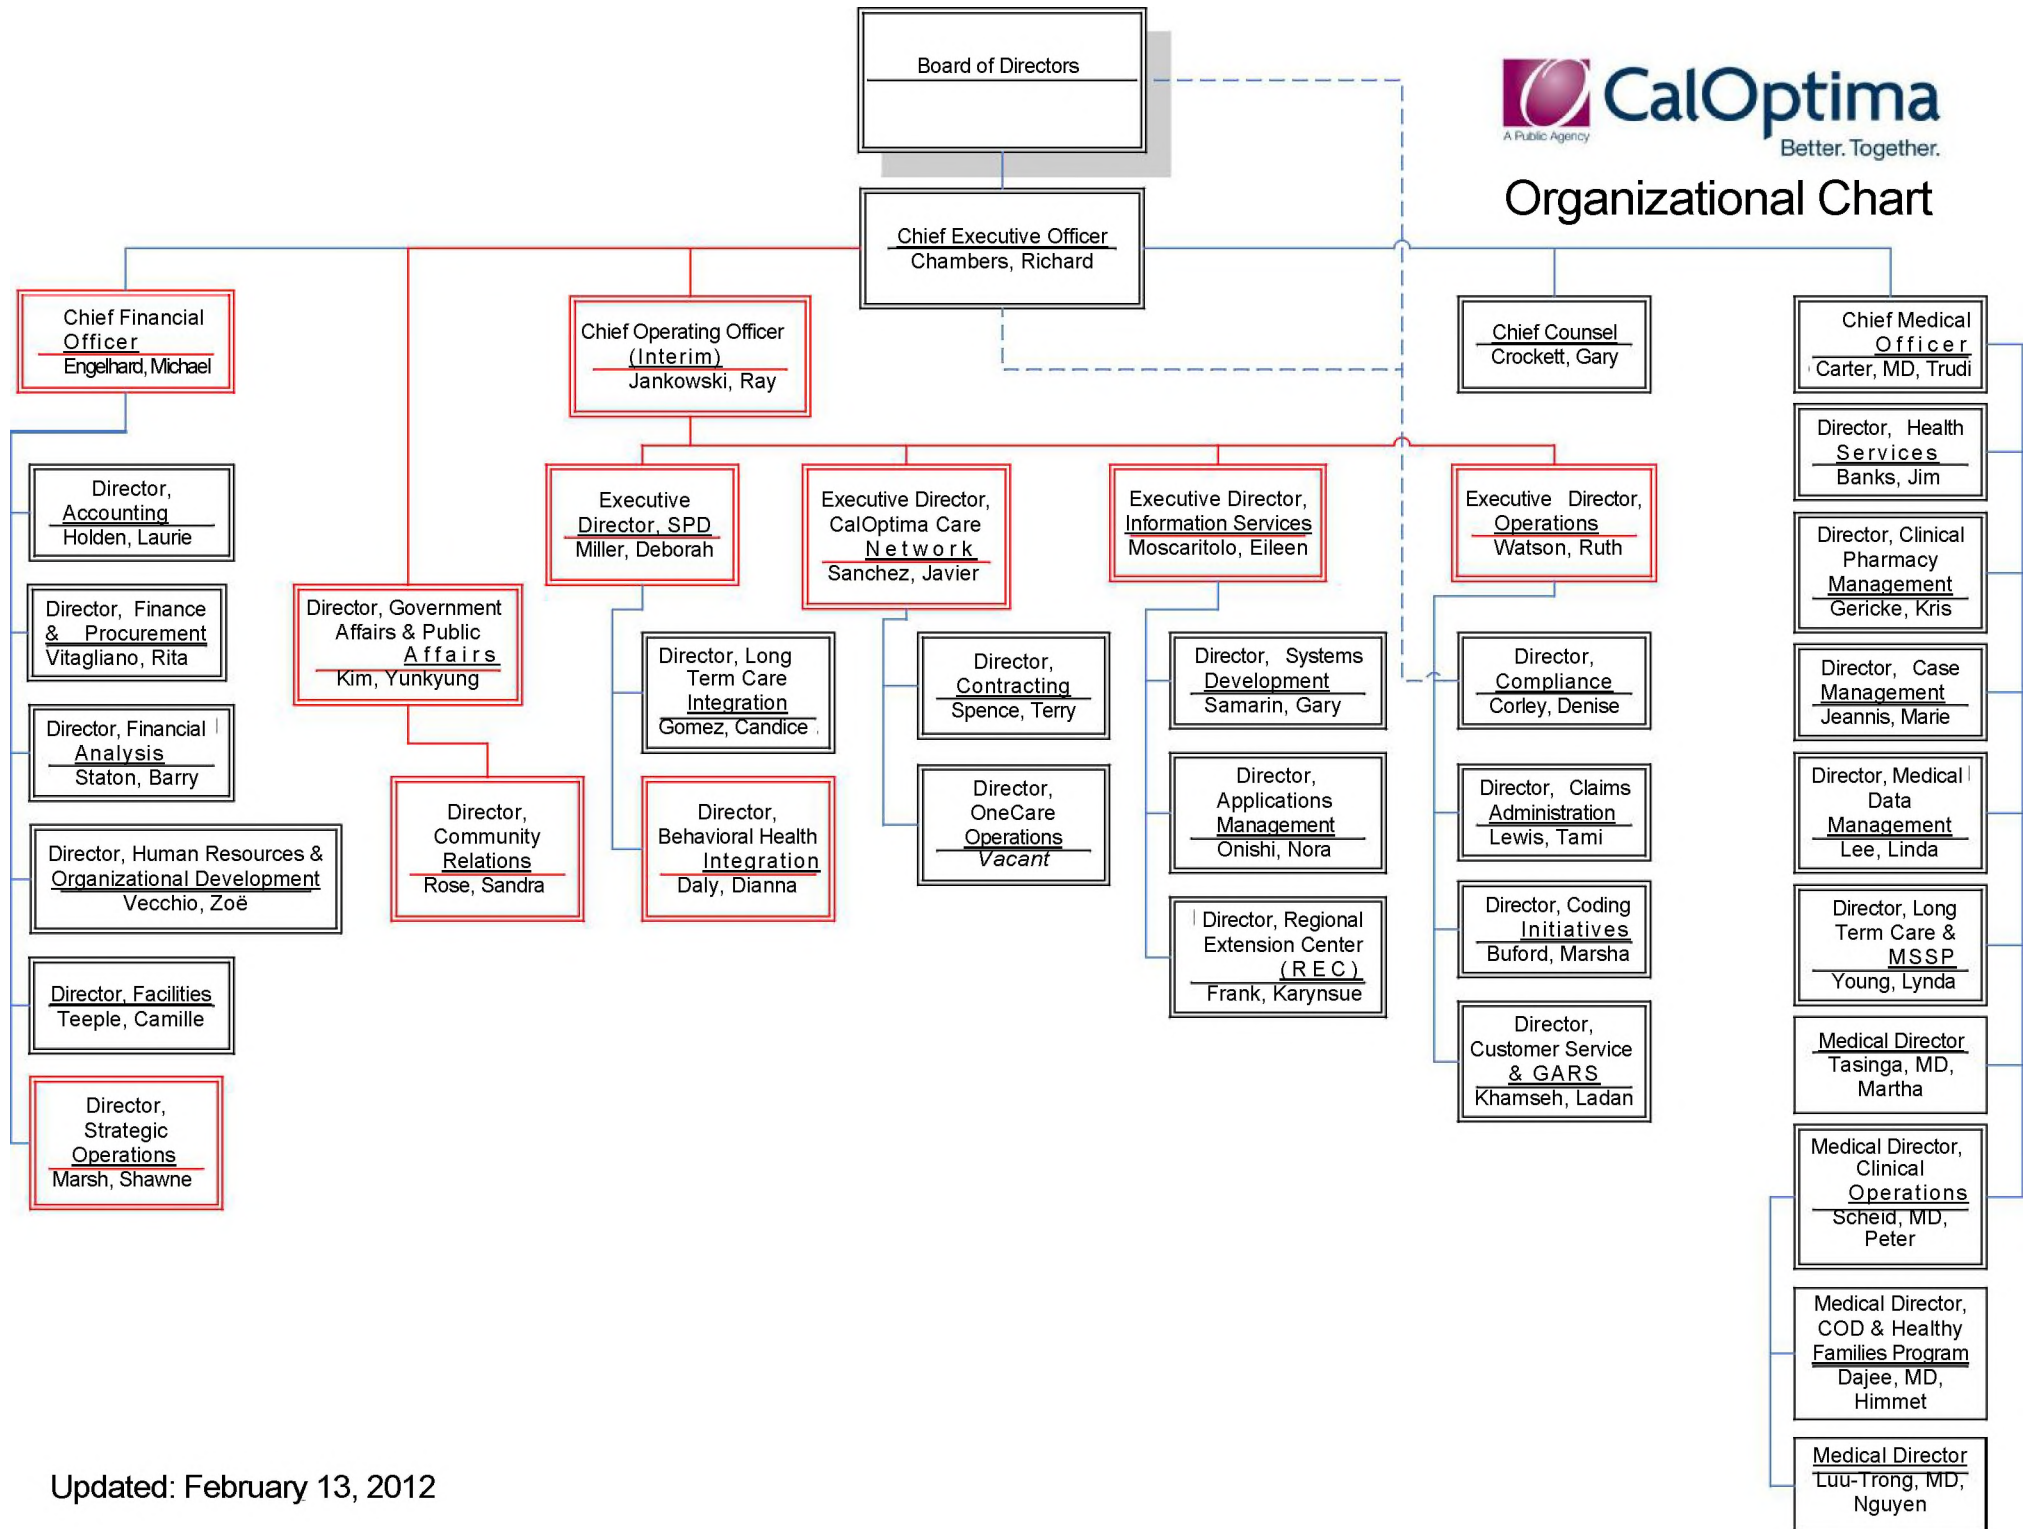 Board of Directors
CalOptima
A Public Agency
Better. Together.
Organizational Chart
Chief Executive Officer
Chambers, Richard
Chief Financial
Officer
Engelhard, Michael
Chief Operating Officer
(Interim)
Jankowski, Ray
Chief Counsel
Crockett, Gary
Chief Medical
Officer
Carter, MD, Trudi
Director, Accounting
Holden, Laurie
Director, Finance
& Procurement
Vitagliano, Rita
Director, Financial
Analysis
Staton, Barry
Director, Human Resources &
Organizational Development
Vecchio, Zoë
Director, Facilities
Teeple, Camille
Director,
Strategic
Operations
Marsh, Shawne
Director, Government
Affairs & Public
Affairs
Kim, Yunkyung
Director,
Community
Relations
Rose, Sandra
Executive
Director, SPD
Miller, Deborah
Director, Long
Term Care
Integration
Gomez, Candice
Director,
Behavioral Health
Integration
Daly, Dianna
Executive Director,
CalOptima Care
Network
Sanchez, Javier
Director,
Contracting
Spence, Terry
Director,
OneCare
Operations
Vacant
Executive Director,
Information Services
Moscaritolo, Eileen
Director, Systems
Development
Samarin, Gary
Director,
Applications
Management
Onishi, Nora
Director, Regional
Extension Center
(REC)
Frank, Karynsue
Executive Director,
Operations
Watson, Ruth
Director,
Compliance
Corley, Denise
Director, Claims
Administration
Lewis, Tami
Director, Coding
Initiatives
Buford, Marsha
Director,
Customer Service
& GARS
Khamseh, Ladan
Director, Health
Services
Banks, Jim
Director, Clinical
Pharmacy
Management
Gericke, Kris
Director, Case
Management
Jeannis, Marie
Director, Medical
Data
Management
Lee, Linda
Director, Long
Term Care &
MSSP
Young, Lynda
Medical Director
Tasinga, MD,
Martha
Medical Director,
Clinical
Operations
Scheid, MD,
Peter
Medical Director,
COD & Healthy
Families Program
Dajee, MD,
Himmet
Medical Director
Luu-Trong, MD,
Nguyen
Updated: February 13, 2012